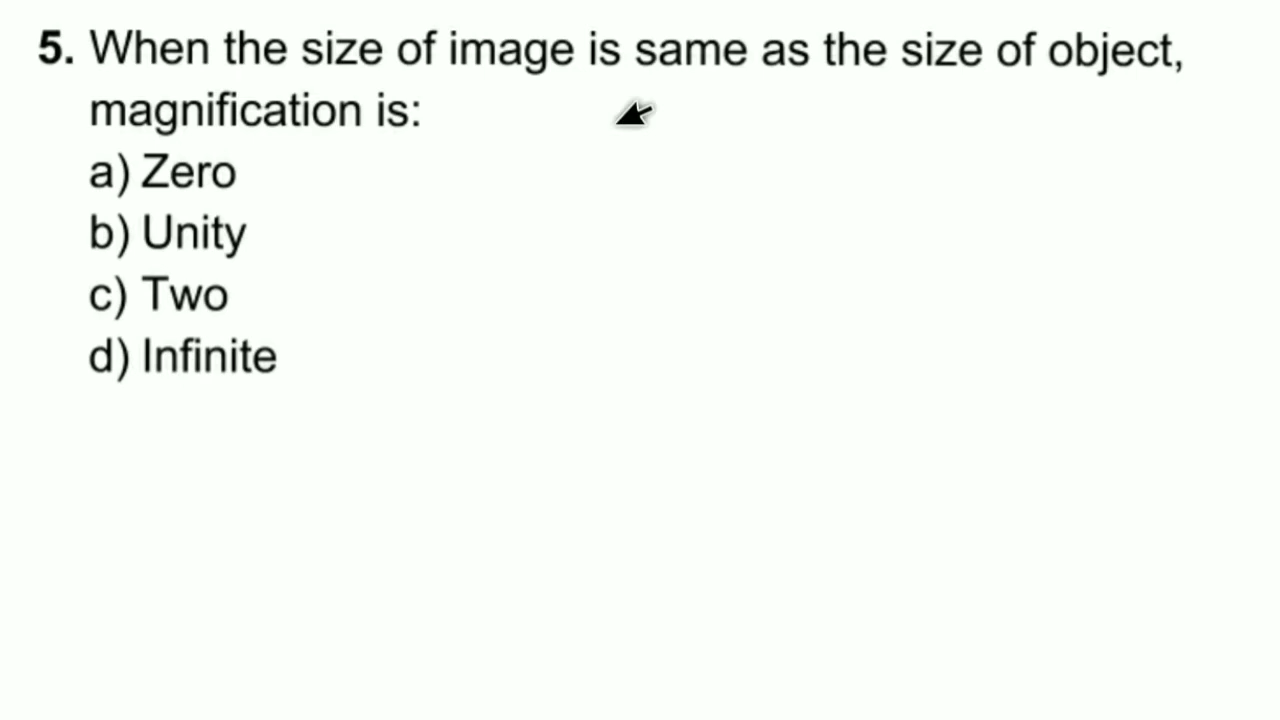 5. When the size of image is same as the size of object,
magnification is:
a) Zero
b) Unity
c) Two
d) Infinite